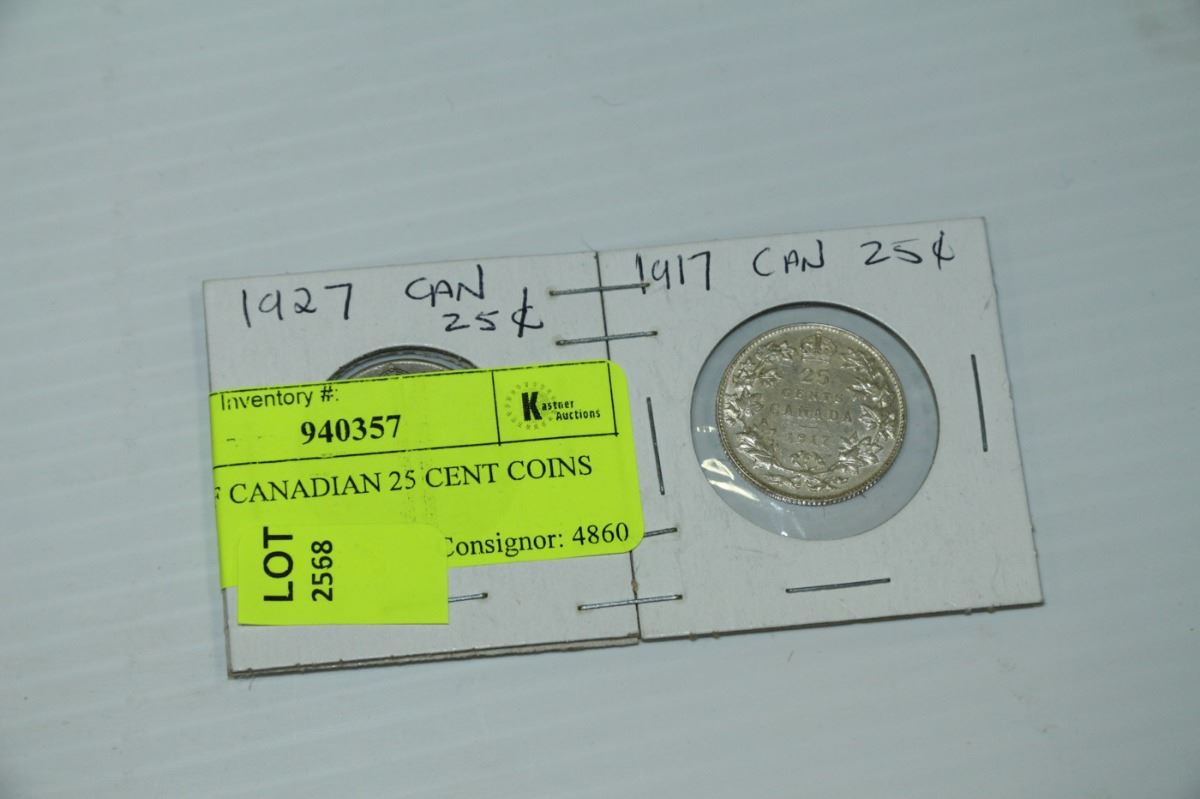 1927 CAN
25¢
1917 CAN 25¢
Inventory #:
940357
Kastner
Auctions
F CANADIAN 25 CENT COINS
Consignor: 4860
LOT
2568
25
CENTS
CANADA
1917